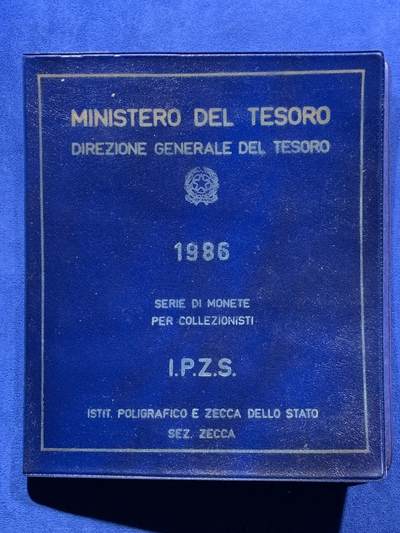 MINISTERO DEL TESORO
DIREZIONE GENERALE DEL TESORO
1986
SERIE DI MONETE
PER COLLEZIONISTI
I.P.Z.S.
ISTIT. POLIGRAFICO E ZECCA DELLO STATO
SEZ. ZECCA